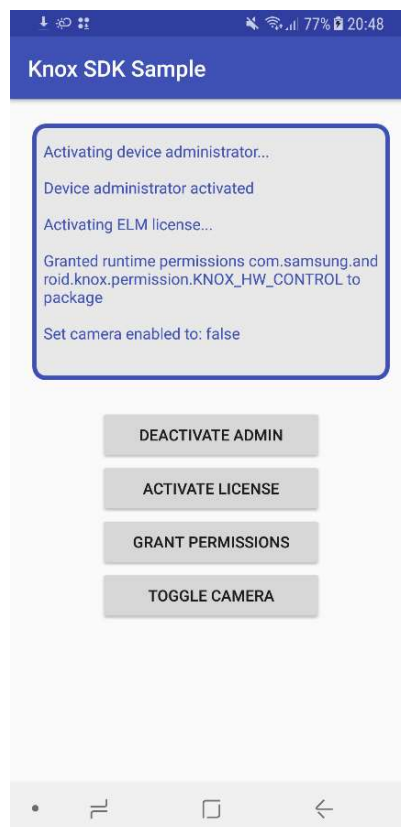 77% 20:48
Knox SDK Sample
Activating device administrator...
Device administrator activated
Activating ELM license...
Granted runtime permissions com.samsung.and
roid.knox.permission.KNOX_HW_CONTROL to
package
Set camera enabled to: false
DEACTIVATE ADMIN
ACTIVATE LICENSE
GRANT PERMISSIONS
TOGGLE CAMERA